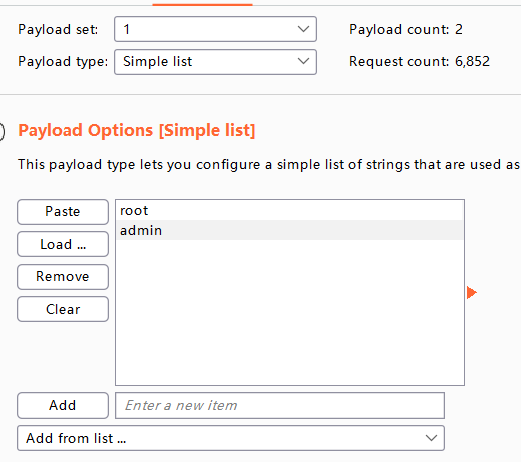 Payload set: 1 Payload count: 2
Payload type: Simple list Request count: 6,852
Payload Options [Simple list]
This payload type lets you configure a simple list of strings that are used as
Paste
Load ...
Remove
Clear
root
admin
Add Enter a new item
Add from list ...